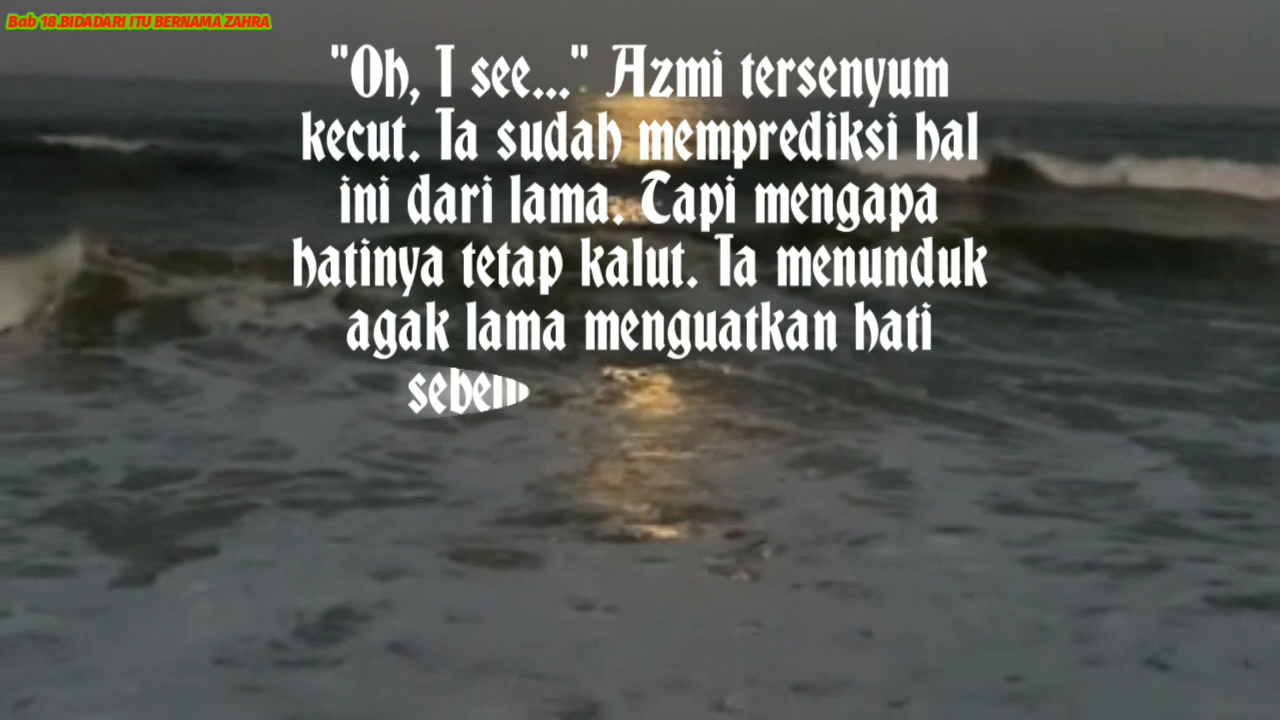 Bab 18.BIDADARI ITU BERNAMA ZAHRA
"Oh, I see..." Azmi tersenyum
kecut. Ia sudah memprediksi hal
ini dari lama. Tapi mengapa
hatinya tetap kalut. Ia menunduk
agak lama menguatkan hati